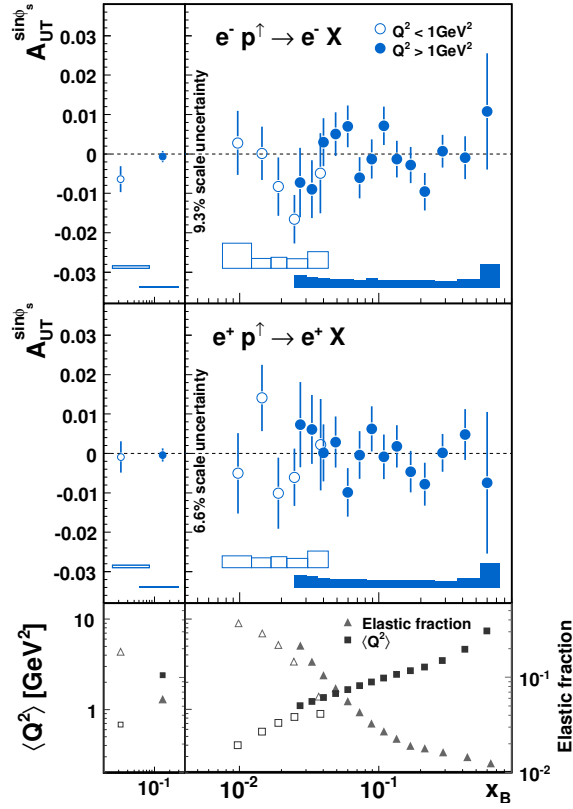 A_UT^sinφ_s
e⁻ p↑ → e⁻ X
Q² < 1GeV²
Q² > 1GeV²
0.03
0.02
0.01
0
-0.01
-0.02
-0.03
9.3% scale uncertainty
A_UT^sinφ_s
e⁺ p↑ → e⁺ X
0.03
0.02
0.01
0
-0.01
-0.02
-0.03
6.6% scale uncertainty
⟨Q²⟩ [GeV²]
10
1
Elastic fraction
⟨Q²⟩
10⁻¹
10⁻²
Elastic fraction
10⁻¹
10⁻²
10⁻¹
x_B